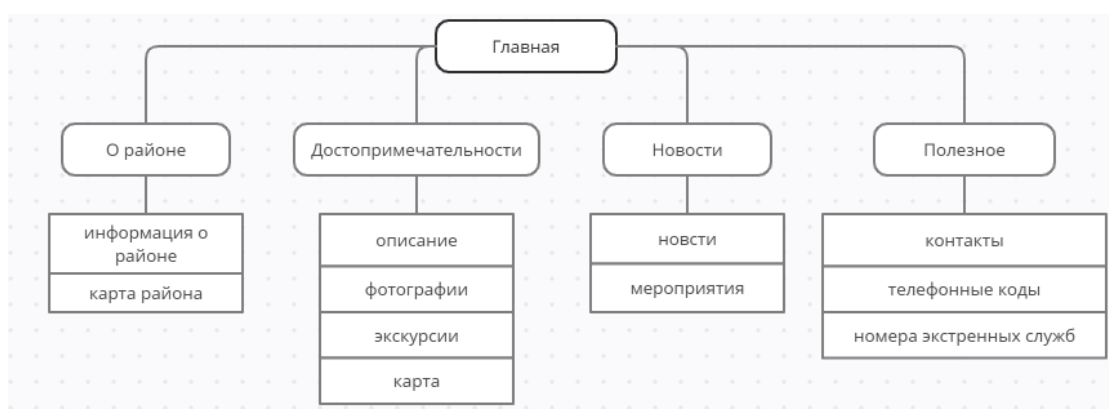 Главная
О районе
Достопримечательности
Новости
Полезное
информация о
районе
карта района
описание
фотографии
экскурсии
карта
новсти
мероприятия
контакты
телефонные коды
номера экстренных служб